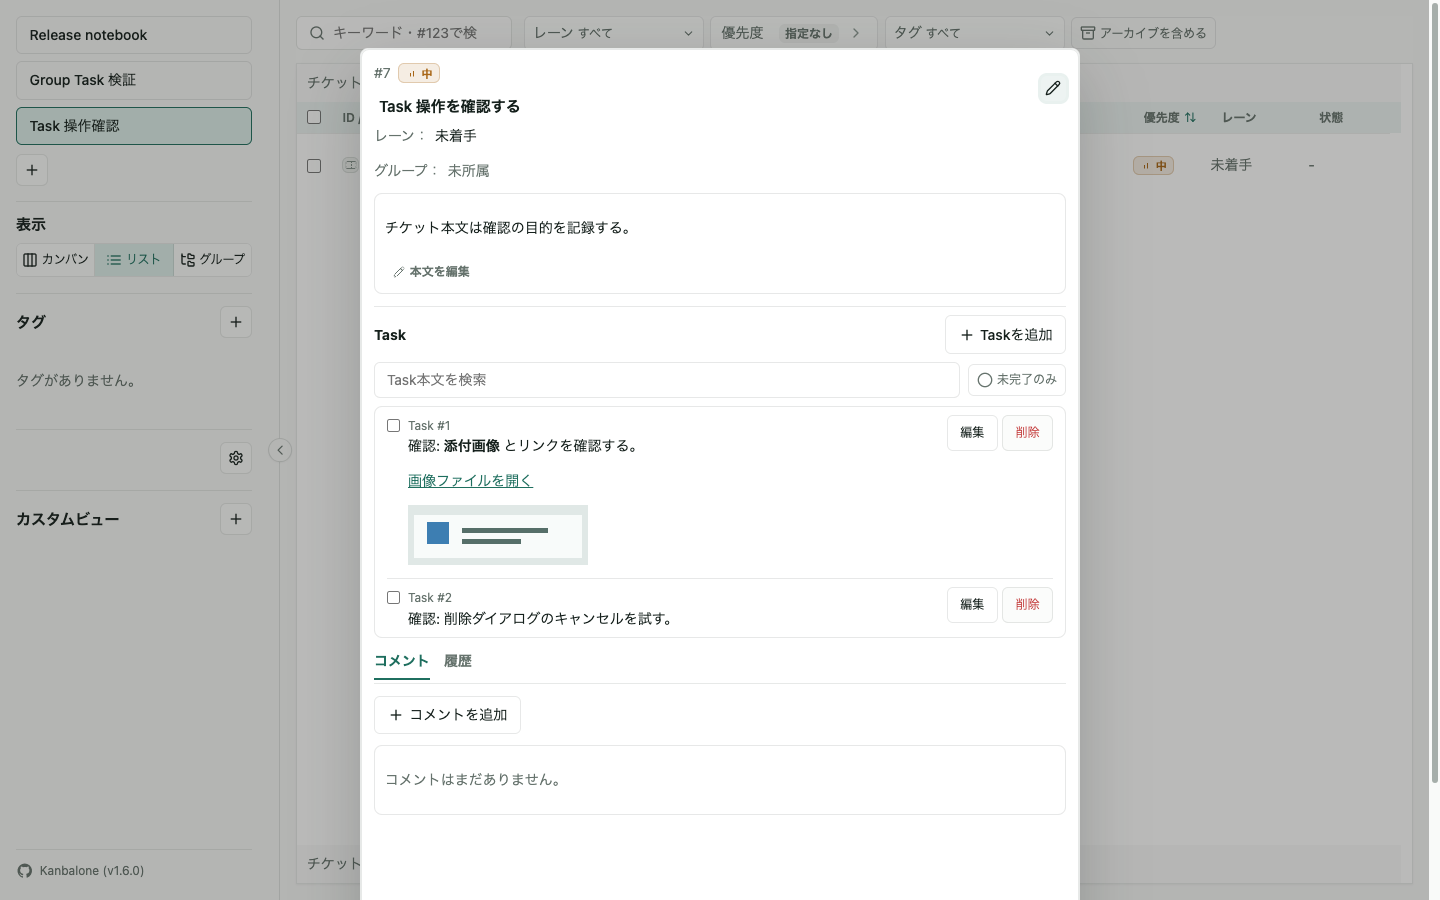 Release notebook
Group Task 検証
Task 操作確認
表示
カンバン リスト グループ
タグ
タグがありません。
カスタムビュー
Kanbalone (v1.6.0)
キーワード・#123で検
レーン すべて
優先度 指定なし
タグ すべて
アーカイブを含める
チケット
ID
優先度 レーン 状態
中 未着手 -
チケット
#7 中
Task 操作を確認する
レーン： 未着手
グループ： 未所属
チケット本文は確認の目的を記録する。
本文を編集
Task
Taskを追加
Task本文を検索
未完了のみ
Task #1
確認: 添付画像 とリンクを確認する。
編集 削除
画像ファイルを開く
Task #2
確認: 削除ダイアログのキャンセルを試す。
編集 削除
コメント 履歴
コメントを追加
コメントはまだありません。